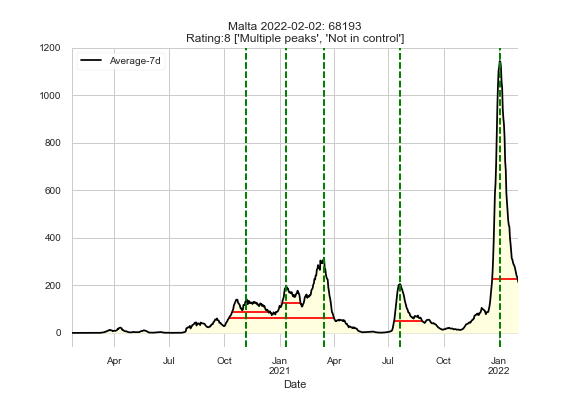 Malta 2022-02-02: 68193
Rating:8 ['Multiple peaks', 'Not in control']
1200
Average-7d
1000
800
600
400
200
0
Apr Jul Oct Jan Apr Jul Oct Jan
2021 2022
Date